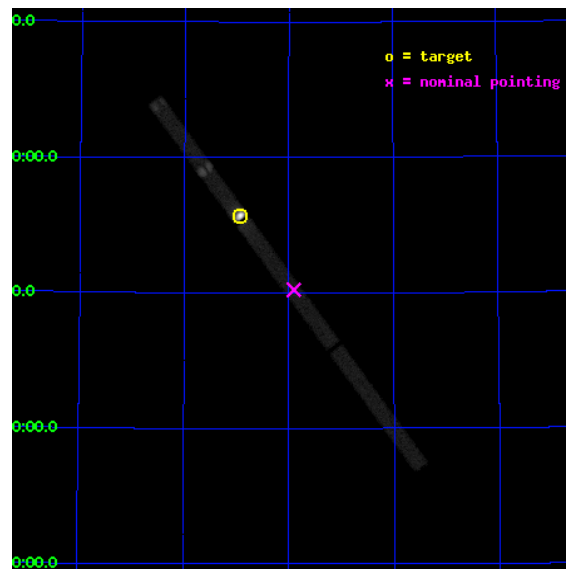 0.0
o = target
x = nominal pointing
0:00.0
0.0
0:00.0
0:00.0